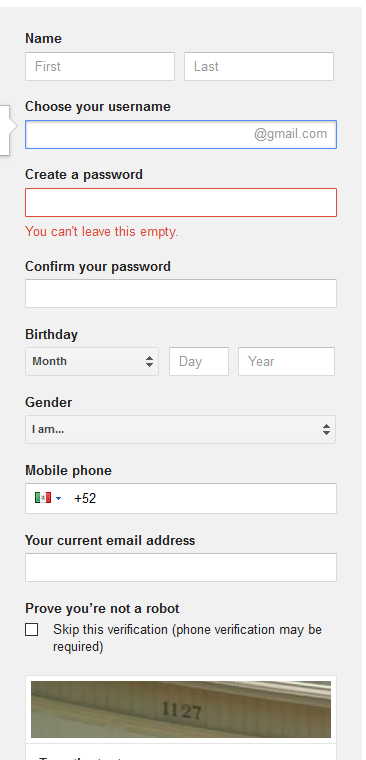 Name
First Last
Choose your username
@gmail.com
Create a password
You can't leave this empty.
Confirm your password
Birthday
Month Day Year
Gender
I am...
Mobile phone
+52
Your current email address
Prove you're not a robot
Skip this verification (phone verification may be
required)
1127